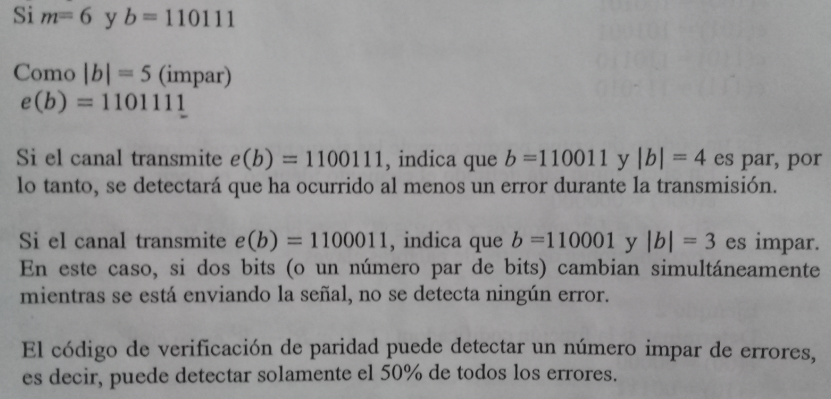 Si m= 6 y b = 110111
Como |b| = 5 (impar)
e(b) = 1101111
Si el canal transmite e(b) = 1100111, indica que b =110011 y |b| = 4 es par, por
lo tanto, se detectará que ha ocurrido al menos un error durante la transmisión.
Si el canal transmite e(b) = 1100011, indica que b =110001 y |b| = 3 es impar.
En este caso, si dos bits (o un número par de bits) cambian simultáneamente
mientras se está enviando la señal, no se detecta ningún error.
El código de verificación de paridad puede detectar un número impar de errores,
es decir, puede detectar solamente el 50% de todos los errores.